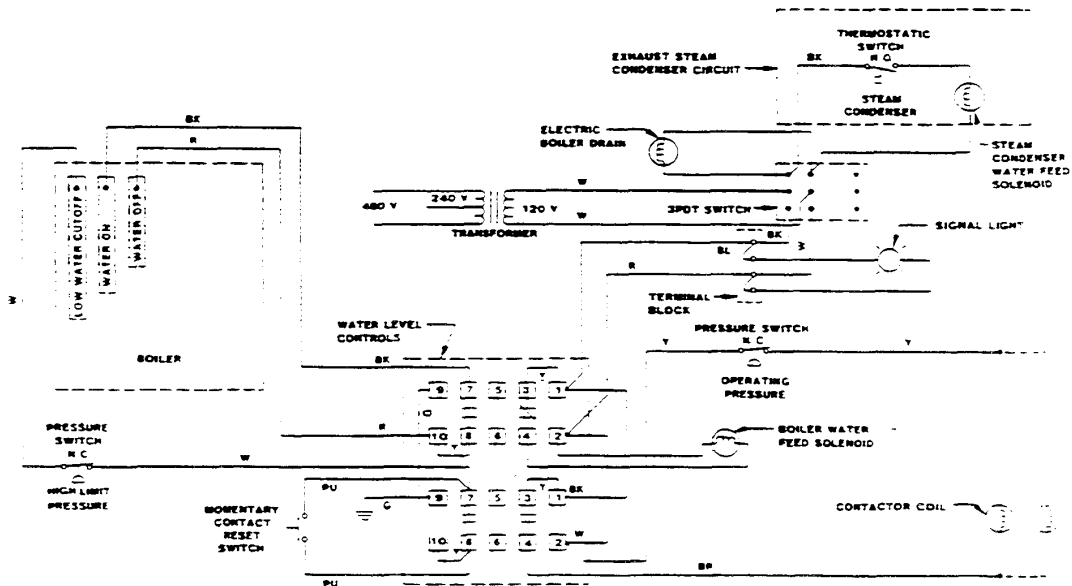 THERMOSTATIC
SWITCH
N O
BK
EXHAUST STEAM
CONDENSER CIRCUIT
STEAM
CONDENSER
STEAM
CONDENSER
WATER FEED
SOLENOID
ELECTRIC
BOILER DRAIN
BK
R
W
240 V
480 V
120 V
TRANSFORMER
W
3PDT SWITCH
SIGNAL LIGHT
BK
BL
W
R
TERMINAL
BLOCK
LOW WATER CUTOFF
WATER ON
WATER OFF
W
BOILER
WATER LEVEL
CONTROLS
BK
PRESSURE SWITCH
N C
Y
Y
OPERATING
PRESSURE
9 7 5 3 1
Y
G
10 8 6 4 2
Y
BOILER WATER
FEED SOLENOID
PRESSURE
SWITCH
N C
HIGH LIMIT
PRESSURE
W
PU
G
9 7 5 3 1
Y
BK
MOMENTARY
CONTACT
RESET
SWITCH
10 8 6 4 2
W
PU
CONTACTOR COIL